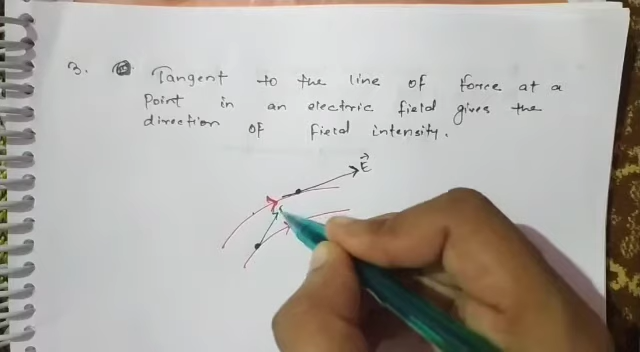 3. Tangent to the line of force at a
point in an electric field gives the
direction of field intensity.
E